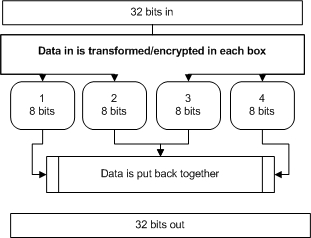 32 bits in
Data in is transformed/encrypted in each box
1
8 bits
2
8 bits
3
8 bits
4
8 bits
Data is put back together
32 bits out